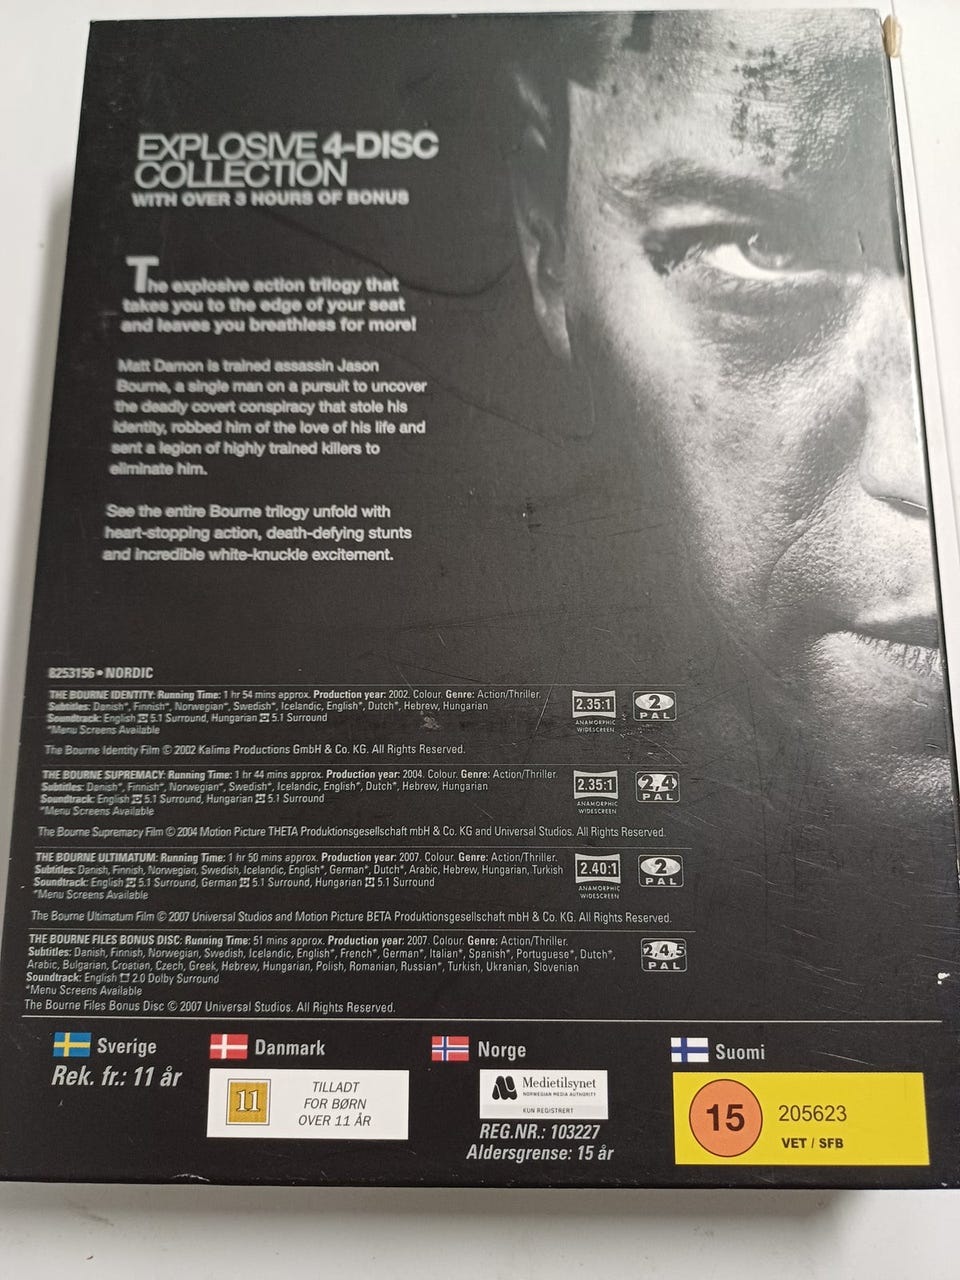 EXPLOSIVE 4-DISC
COLLECTION
WITH OVER 3 HOURS OF BONUS
The explosive action trilogy that
takes you to the edge of your seat
and leaves you breathless for more!
Matt Damon is trained assassin Jason
Bourne, a single man on a pursuit to uncover
the deadly covert conspiracy that stole his
identity, robbed him of the love of his life and
sent a legion of highly trained killers to
eliminate him.
See the entire Bourne trilogy unfold with
heart-stopping action, death-defying stunts
and incredible white-knuckle excitement.
8253156 • NORDIC
THE BOURNE IDENTITY: Running Time: 1 hr 54 mins approx. Production year: 2002. Colour. Genre: Action/Thriller.
Subtitles: Danish*, Finnish*, Norwegian*, Swedish*, Icelandic, English*, Dutch*, Hebrew, Hungarian
Soundtrack: English 5.1 Surround, Hungarian 5.1 Surround
*Menu Screens Available
2.35:1
ANAMORPHIC
WIDESCREEN
2
PAL
The Bourne Identity Film © 2002 Kalima Productions GmbH & Co. KG. All Rights Reserved.
THE BOURNE SUPREMACY: Running Time: 1 hr 44 mins approx. Production year: 2004. Colour. Genre: Action/Thriller.
Subtitles: Danish*, Finnish*, Norwegian*, Swedish*, Icelandic, English*, Dutch*, Hebrew, Hungarian
Soundtrack: English 5.1 Surround, Hungarian 5.1 Surround
*Menu Screens Available
2.35:1
ANAMORPHIC
WIDESCREEN
2,4
PAL
The Bourne Supremacy Film © 2004 Motion Picture THETA Produktionsgesellschaft mbH & Co. KG and Universal Studios. All Rights Reserved.
THE BOURNE ULTIMATUM: Running Time: 1 hr 50 mins approx. Production year: 2007. Colour. Genre: Action/Thriller.
Subtitles: Danish, Finnish, Norwegian, Swedish, Icelandic, English*, German*, Dutch*, Arabic, Hebrew, Hungarian, Turkish
Soundtrack: English 5.1 Surround, German 5.1 Surround, Hungarian 5.1 Surround
*Menu Screens Available
2.40:1
ANAMORPHIC
WIDESCREEN
2
PAL
The Bourne Ultimatum Film © 2007 Universal Studios and Motion Picture BETA Produktionsgesellschaft mbH & Co. KG. All Rights Reserved.
THE BOURNE FILES BONUS DISC: Running Time: 51 mins approx. Production year: 2007. Colour. Genre: Action/Thriller.
Subtitles: Danish, Finnish, Norwegian, Swedish, Icelandic, English*, French*, German*, Italian*, Spanish*, Portuguese*, Dutch*,
Arabic, Bulgarian, Croatian, Czech, Greek, Hebrew, Hungarian, Polish, Romanian, Russian*, Turkish, Ukranian, Slovenian
Soundtrack: English 2.0 Dolby Surround
*Menu Screens Available
2,4,5
PAL
The Bourne Files Bonus Disc © 2007 Universal Studios. All Rights Reserved.
Sverige
Rek. fr.: 11 år
Danmark
11
TILLADT
FOR BØRN
OVER 11 ÅR
Norge
Medietilsynet
NORWEGIAN MEDIA AUTHORITY
KUN REGISTRERT
REG.NR.: 103227
Aldersgrense: 15 år
Suomi
15
205623
VET / SFB